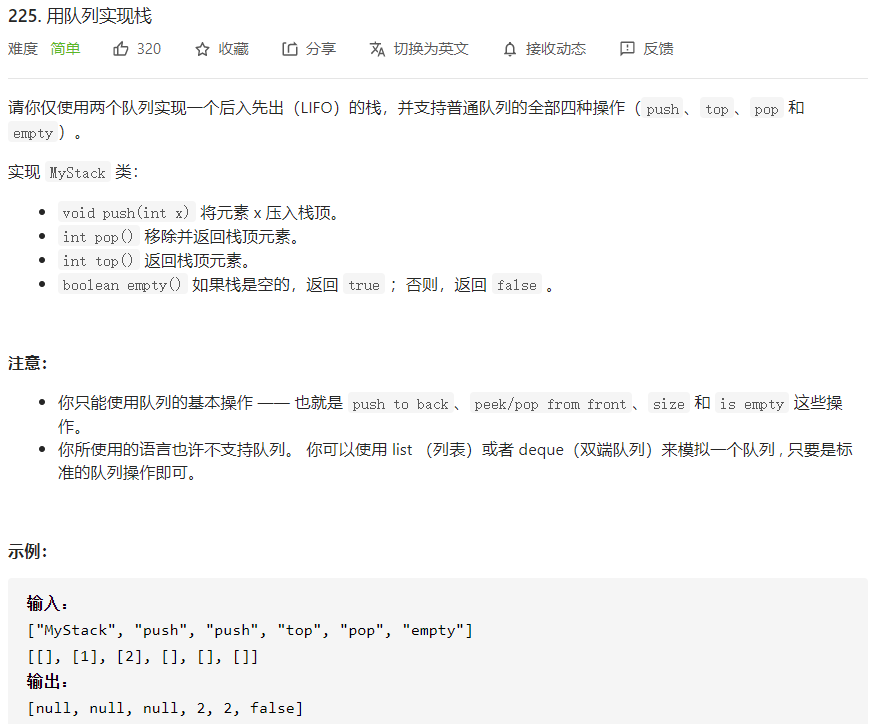 225. 用队列实现栈
难度 简单 320 收藏 分享 切换为英文 接收动态 反馈
请你仅使用两个队列实现一个后入先出（LIFO）的栈，并支持普通队列的全部四种操作（push、top、pop 和
empty）。
实现 MyStack 类：
void push(int x) 将元素 x 压入栈顶。
int pop() 移除并返回栈顶元素。
int top() 返回栈顶元素。
boolean empty() 如果栈是空的，返回 true ；否则，返回 false 。
注意：
你只能使用队列的基本操作 —— 也就是 push to back、peek/pop from front、size 和 is empty 这些操
作。
你所使用的语言也许不支持队列。 你可以使用 list （列表）或者 deque（双端队列）来模拟一个队列 , 只要是标
准的队列操作即可。
示例：
输入：
["MyStack", "push", "push", "top", "pop", "empty"]
[[], [1], [2], [], [], []]
输出：
[null, null, null, 2, 2, false]